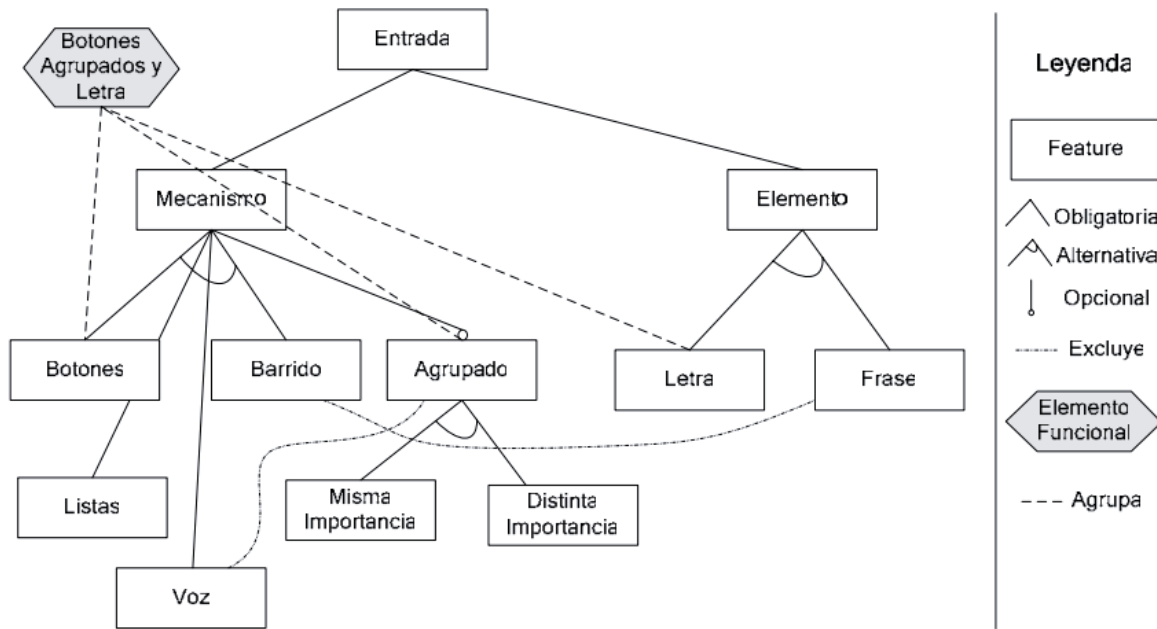 Botones
Agrupados y
Letra
Entrada
Mecanismo
Elemento
Botones
Barrido
Agrupado
Letra
Frase
Listas
Misma
Importancia
Distinta
Importancia
Voz
Leyenda
Feature
Obligatoria
Alternativa
Opcional
Excluye
Elemento
Funcional
Agrupa